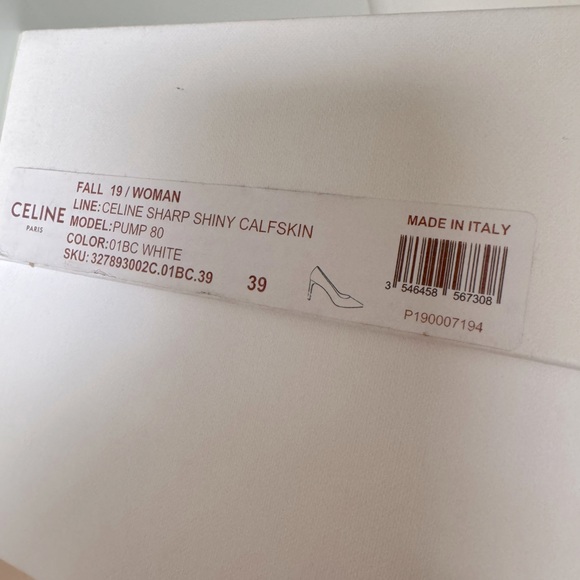 CELINE
PARIS
FALL 19 / WOMAN
LINE:CELINE SHARP SHINY CALFSKIN
MODEL:PUMP 80
COLOR:01BC WHITE
SKU:327893002C.01BC.39
39
MADE IN ITALY
3 546458 567308
P190007194